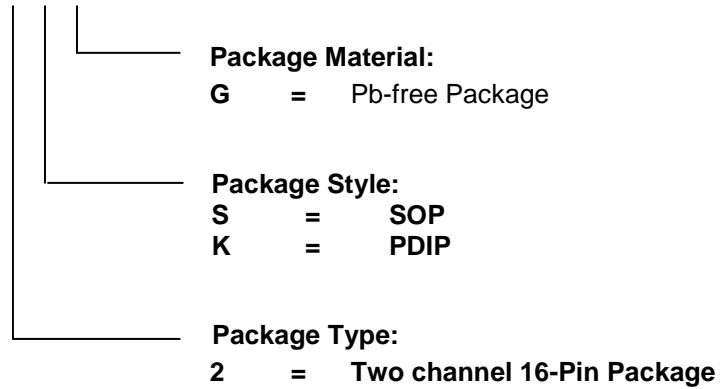 Package Material:
G = Pb-free Package
Package Style:
S = SOP
K = PDIP
Package Type:
2 = Two channel 16-Pin Package